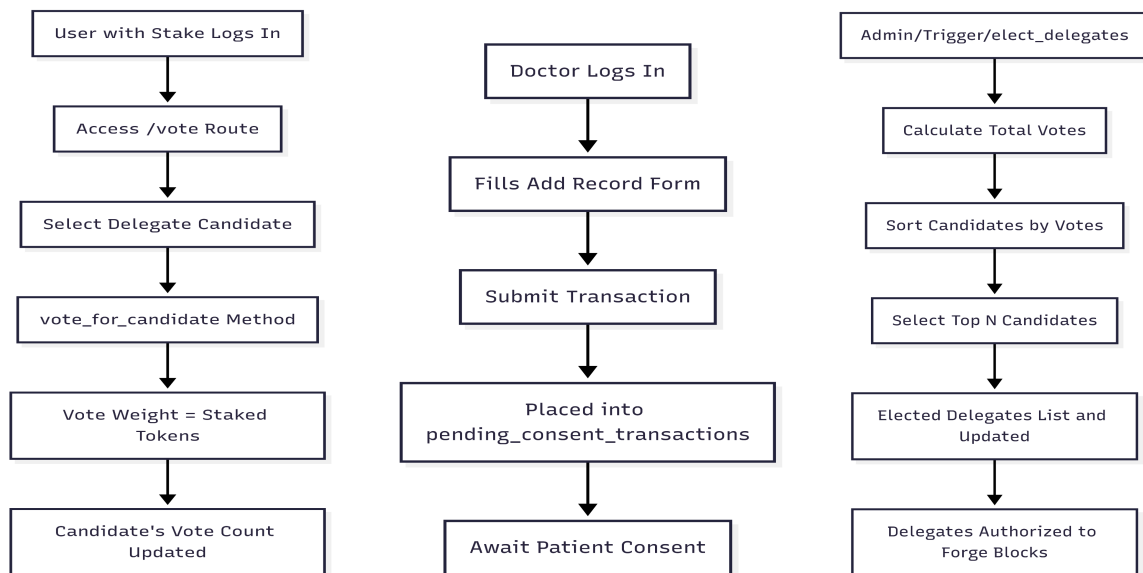 User with Stake Logs In
Access /vote Route
Select Delegate Candidate
vote_for_candidate Method
Vote Weight = Staked
Tokens
Candidate's Vote Count
Updated
Doctor Logs In
Fills Add Record Form
Submit Transaction
Placed into
pending_consent_transactions
Await Patient Consent
Admin/Trigger/elect_delegates
Calculate Total Votes
Sort Candidates by Votes
Select Top N Candidates
Elected Delegates List and
Updated
Delegates Authorized to
Forge Blocks